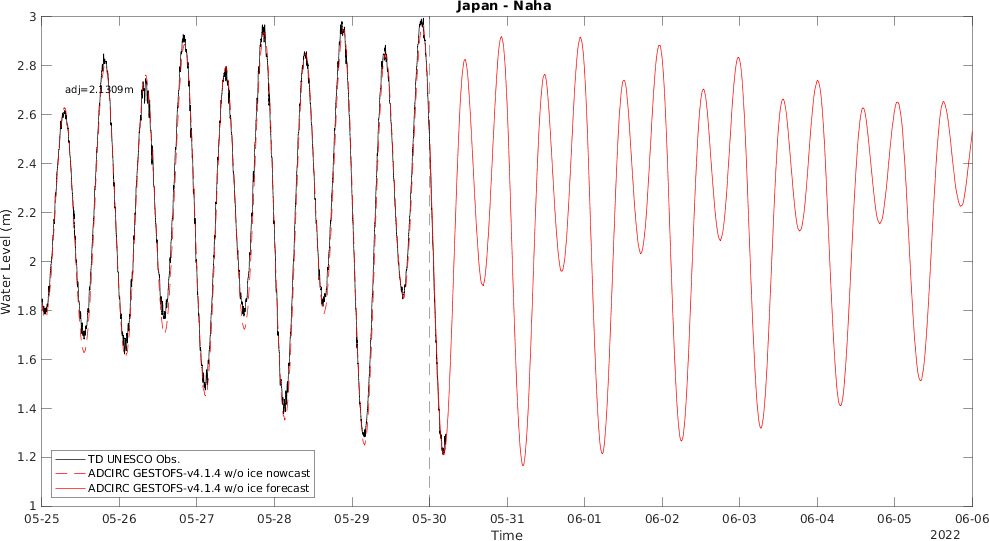 Japan - Naha
3
2.8
2.6
2.4
2.2
2
1.8
1.6
1.4
1.2
1
Water Level (m)
adj=2.1309m
TD UNESCO Obs.
ADCIRC GESTOFS-v4.1.4 w/o ice nowcast
ADCIRC GESTOFS-v4.1.4 w/o ice forecast
05-25 05-26 05-27 05-28 05-29 05-30 05-31 06-01 06-02 06-03 06-04 06-05 06-06
Time
2022